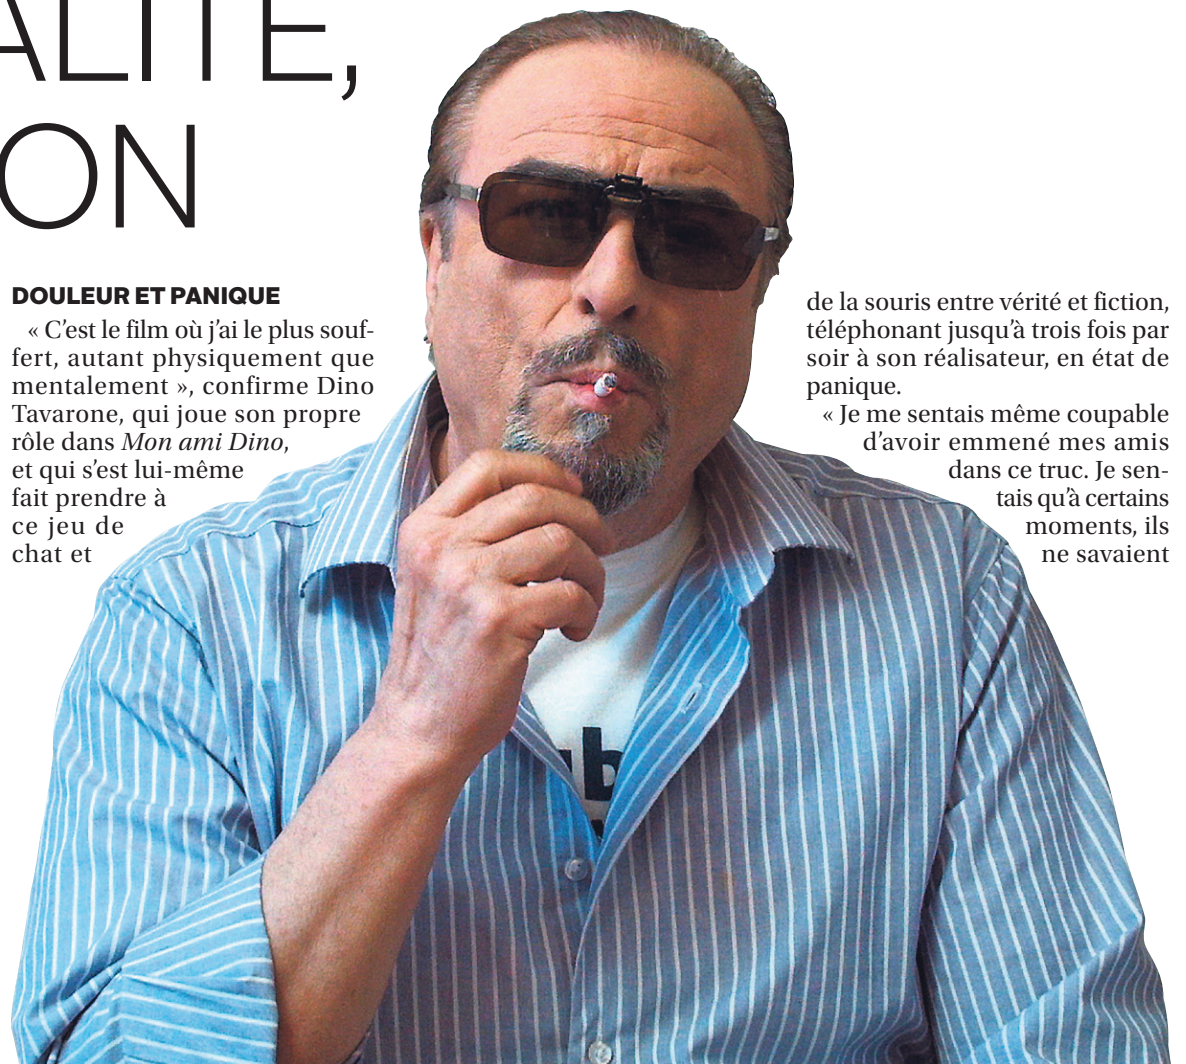 ALITÉ,
ON
DOULEUR ET PANIQUE
« C’est le film où j’ai le plus souf-
fert, autant physiquement que
mentalement », confirme Dino
Tavarone, qui joue son propre
rôle dans Mon ami Dino,
et qui s’est lui-même
fait prendre à
ce jeu de
chat et
de la souris entre vérité et fiction,
téléphonant jusqu’à trois fois par
soir à son réalisateur, en état de
panique.
« Je me sentais même coupable
d’avoir emmené mes amis
dans ce truc. Je sen-
tais qu’à certains
moments, ils
ne savaient